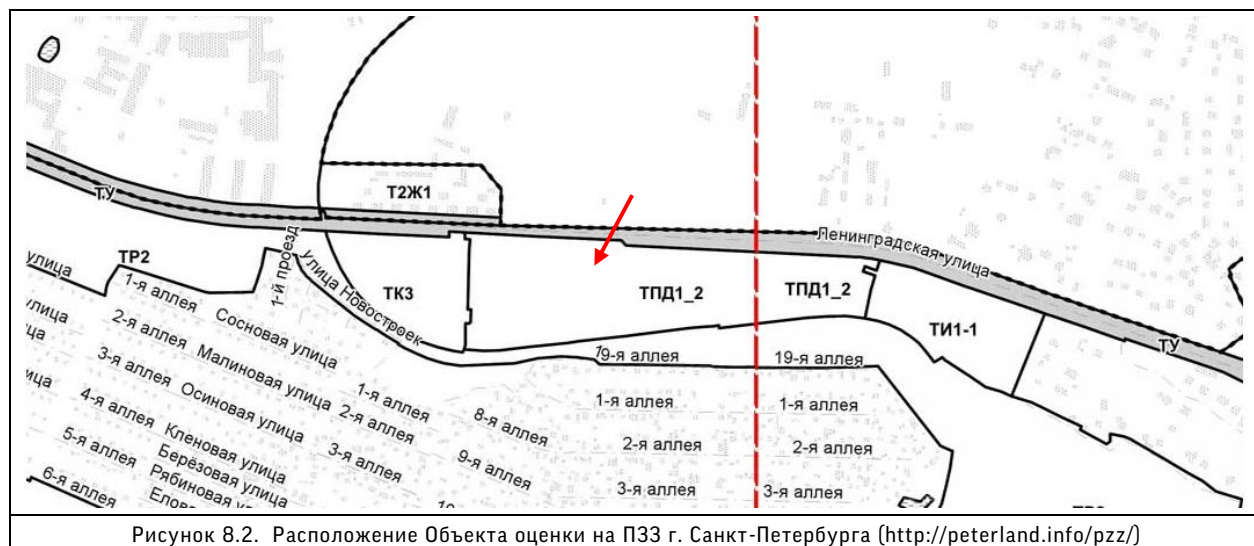 Т2Ж1
ТУ
Ленинградская улица
ТР2
улица
1-й проезд
улица Новостроек
ТК3
ТПД1_2
ТПД1_2
ТИ1-1
ТУ
1-я аллея
Сосновая улица
1-я аллея
8-я аллея
9-я аллея
19-я аллея
улица
2-я аллея
Малиновая улица
2-я аллея
9-я аллея
1-я аллея
1-я аллея
3-я аллея
Осиновая улица
3-я аллея
2-я аллея
2-я аллея
4-я аллея
Кленовая улица
3-я аллея
3-я аллея
Берёзовая улица
5-я аллея
Рябиновая
6-я аллея
Рисунок 8.2. Расположение Объекта оценки на ПЗЗ г. Санкт-Петербурга (http://peterland.info/pzz/)